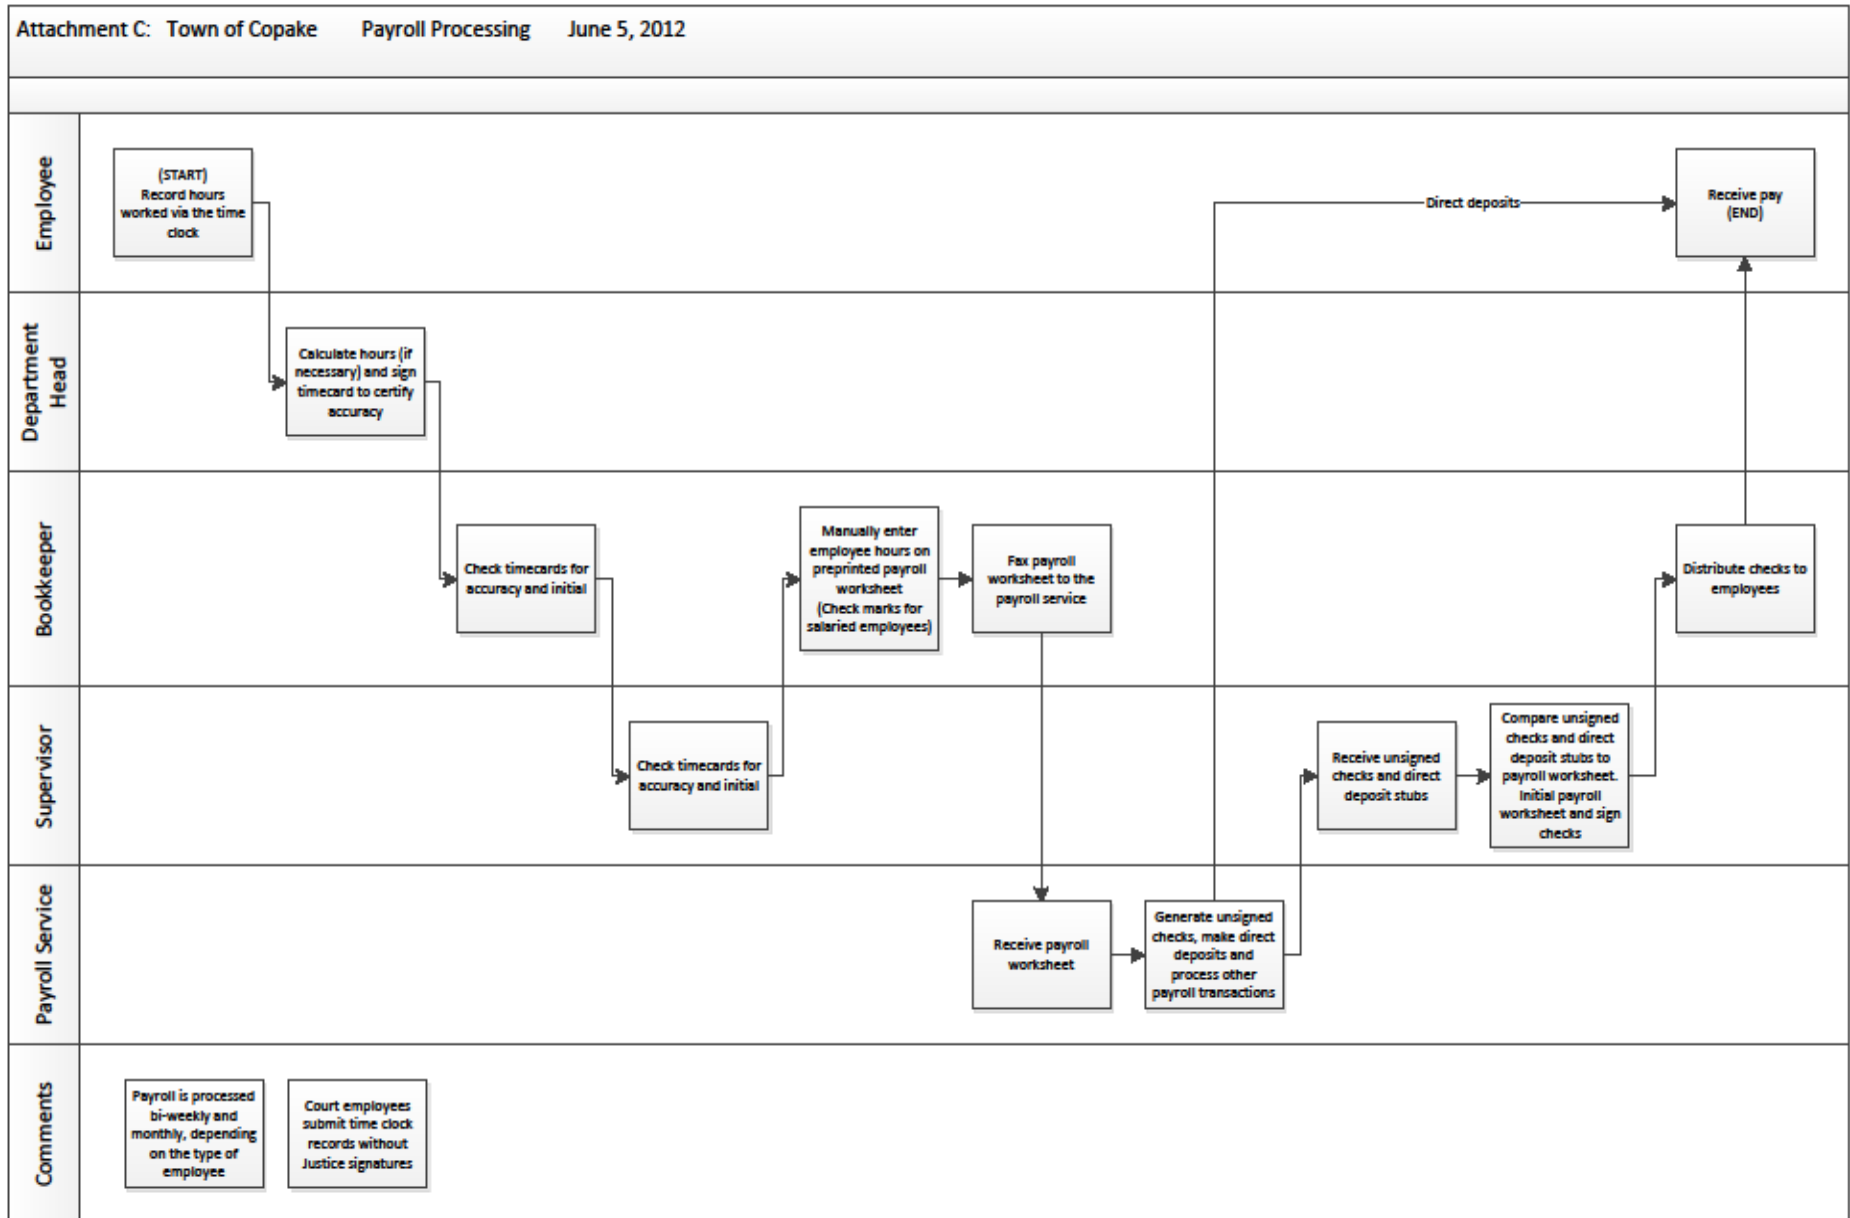 Attachment C: Town of Copake Payroll Processing June 5, 2012
Employee
(START)
Record hours
worked via the time
clock
Direct deposits
Receive pay
(END)
Department
Head
Calculate hours (if
necessary) and sign
timecard to certify
accuracy
Bookkeeper
Check timecards for
accuracy and initial
Manually enter
employee hours on
preprinted payroll
worksheet
(Check marks for
salaried employees)
Fax payroll
worksheet to the
payroll service
Distribute checks to
employees
Supervisor
Check timecards for
accuracy and initial
Receive unsigned
checks and direct
deposit stubs
Compare unsigned
checks and direct
deposit stubs to
payroll worksheet.
Initial payroll
worksheet and sign
checks
Payroll Service
Receive payroll
worksheet
Generate unsigned
checks, make direct
deposits and
process other
payroll transactions
Comments
Payroll is processed
bi-weekly and
monthly, depending
on the type of
employee
Court employees
submit time clock
records without
Justice signatures